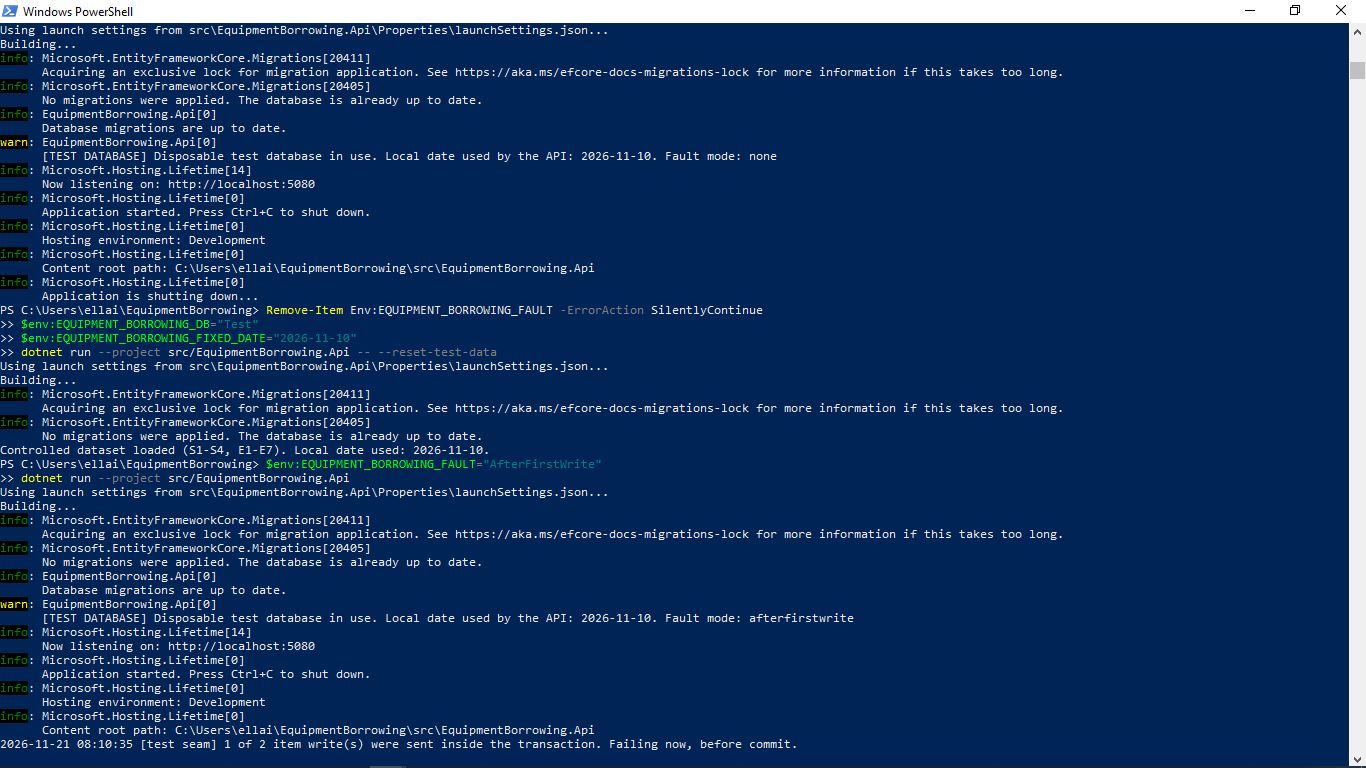 Windows PowerShell
Using launch settings from src\EquipmentBorrowing.Api\Properties\launchSettings.json...
Building...
info: Microsoft.EntityFrameworkCore.Migrations[20411]
      Acquiring an exclusive lock for migration application. See https://aka.ms/efcore-docs-migrations-lock for more information if this takes too long.
info: Microsoft.EntityFrameworkCore.Migrations[20405]
      No migrations were applied. The database is already up to date.
info: EquipmentBorrowing.Api[0]
      Database migrations are up to date.
warn: EquipmentBorrowing.Api[0]
      [TEST DATABASE] Disposable test database in use. Local date used by the API: 2026-11-10. Fault mode: none
info: Microsoft.Hosting.Lifetime[14]
      Now listening on: http://localhost:5080
info: Microsoft.Hosting.Lifetime[0]
      Application started. Press Ctrl+C to shut down.
info: Microsoft.Hosting.Lifetime[0]
      Hosting environment: Development
info: Microsoft.Hosting.Lifetime[0]
      Content root path: C:\Users\ellai\EquipmentBorrowing\src\EquipmentBorrowing.Api
info: Microsoft.Hosting.Lifetime[0]
      Application is shutting down...
PS C:\Users\ellai\EquipmentBorrowing> Remove-Item Env:EQUIPMENT_BORROWING_FAULT -ErrorAction SilentlyContinue
>> $env:EQUIPMENT_BORROWING_DB="Test"
>> $env:EQUIPMENT_BORROWING_FIXED_DATE="2026-11-10"
>> dotnet run --project src/EquipmentBorrowing.Api -- --reset-test-data
Using launch settings from src\EquipmentBorrowing.Api\Properties\launchSettings.json...
Building...
info: Microsoft.EntityFrameworkCore.Migrations[20411]
      Acquiring an exclusive lock for migration application. See https://aka.ms/efcore-docs-migrations-lock for more information if this takes too long.
info: Microsoft.EntityFrameworkCore.Migrations[20405]
      No migrations were applied. The database is already up to date.
Controlled dataset loaded (S1-S4, E1-E7). Local date used: 2026-11-10.
PS C:\Users\ellai\EquipmentBorrowing> $env:EQUIPMENT_BORROWING_FAULT="AfterFirstWrite"
>> dotnet run --project src/EquipmentBorrowing.Api
Using launch settings from src\EquipmentBorrowing.Api\Properties\launchSettings.json...
Building...
info: Microsoft.EntityFrameworkCore.Migrations[20411]
      Acquiring an exclusive lock for migration application. See https://aka.ms/efcore-docs-migrations-lock for more information if this takes too long.
info: Microsoft.EntityFrameworkCore.Migrations[20405]
      No migrations were applied. The database is already up to date.
info: EquipmentBorrowing.Api[0]
      Database migrations are up to date.
warn: EquipmentBorrowing.Api[0]
      [TEST DATABASE] Disposable test database in use. Local date used by the API: 2026-11-10. Fault mode: afterfirstwrite
info: Microsoft.Hosting.Lifetime[14]
      Now listening on: http://localhost:5080
info: Microsoft.Hosting.Lifetime[0]
      Application started. Press Ctrl+C to shut down.
info: Microsoft.Hosting.Lifetime[0]
      Hosting environment: Development
info: Microsoft.Hosting.Lifetime[0]
      Content root path: C:\Users\ellai\EquipmentBorrowing\src\EquipmentBorrowing.Api
2026-11-21 08:10:35 [test seam] 1 of 2 item write(s) were sent inside the transaction. Failing now, before commit.